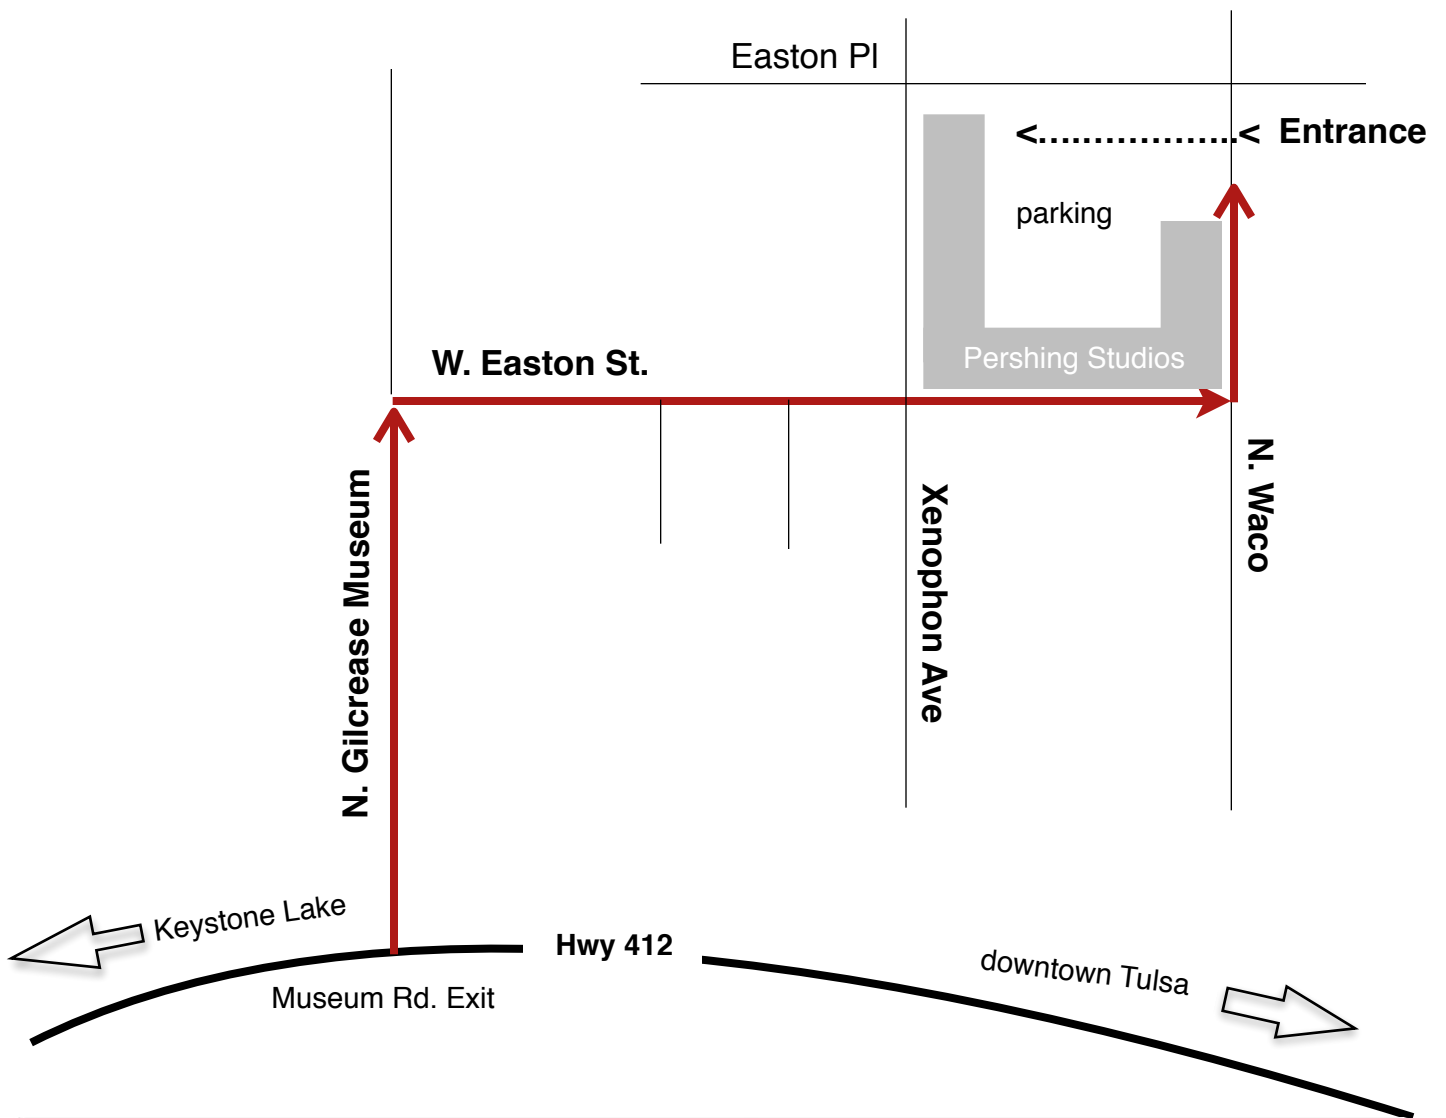 Easton Pl
<....................< Entrance
parking
W. Easton St.
Pershing Studios
N. Gilcrease Museum
Xenophon Ave
N. Waco
Keystone Lake
Hwy 412
downtown Tulsa
Museum Rd. Exit